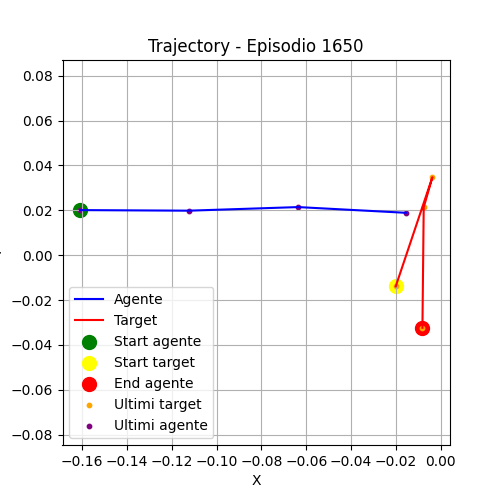 Trajectory - Episodio 1650
0.08
0.06
0.04
0.02
0.00
−0.02
−0.04
−0.06
−0.08
Agente
Target
Start agente
Start target
End agente
Ultimi target
Ultimi agente
−0.16 −0.14 −0.12 −0.10 −0.08 −0.06 −0.04 −0.02 0.00
X